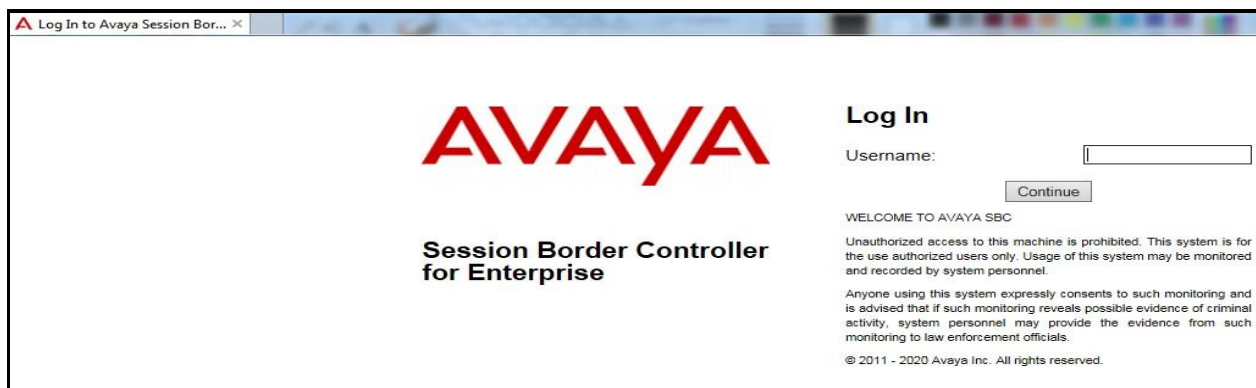 Log In to Avaya Session Bor...
AVAYA
Session Border Controller
for Enterprise
Log In
Username:
Continue
WELCOME TO AVAYA SBC
Unauthorized access to this machine is prohibited. This system is for
the use authorized users only. Usage of this system may be monitored
and recorded by system personnel.
Anyone using this system expressly consents to such monitoring and
is advised that if such monitoring reveals possible evidence of criminal
activity, system personnel may provide the evidence from such
monitoring to law enforcement officials.
© 2011 - 2020 Avaya Inc. All rights reserved.